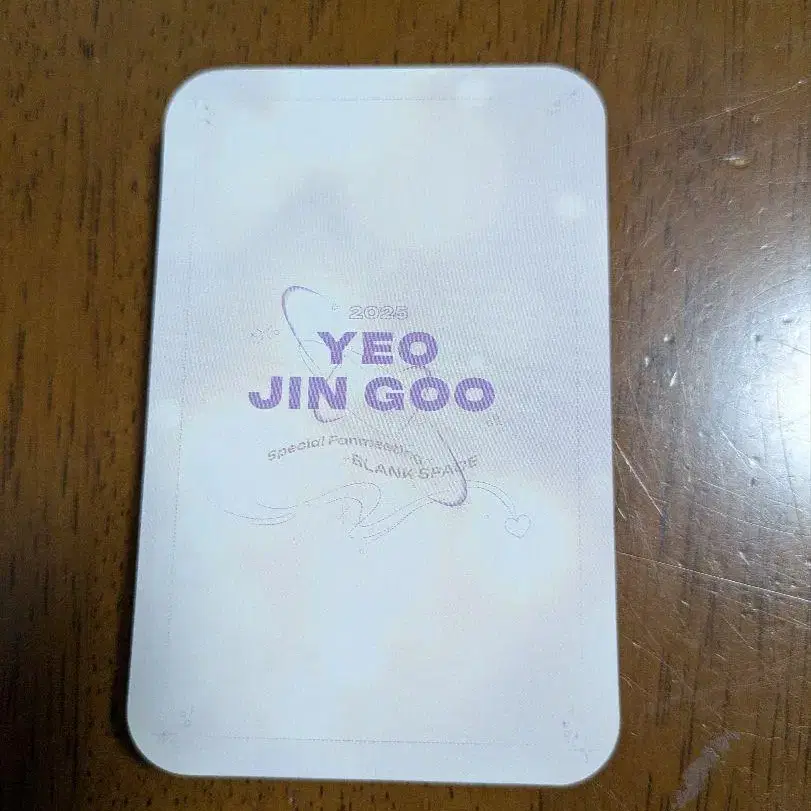 2025
YEO
JIN GOO
Special Fanmeeting
BLANK SPACE